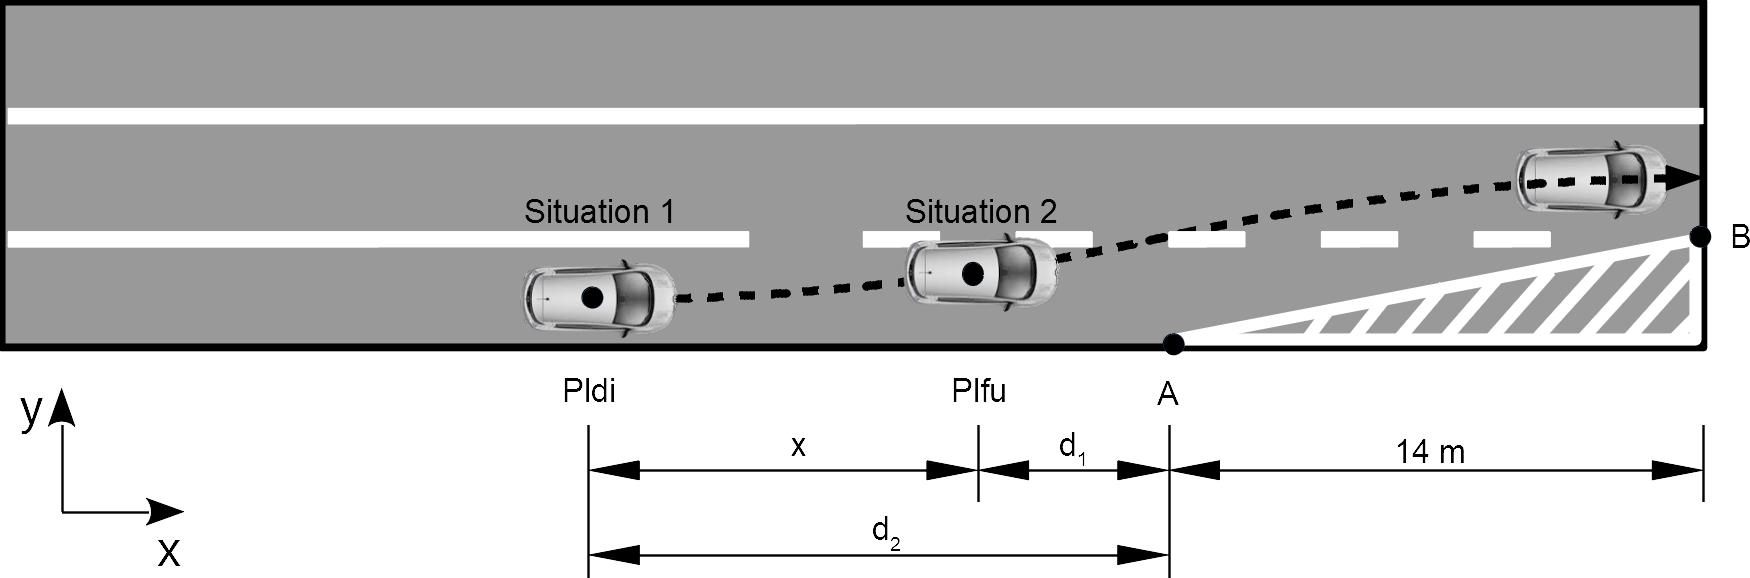 Situation 1
Situation 2
B
Pldi
Plfu
A
y
x
d1
14 m
x
d2